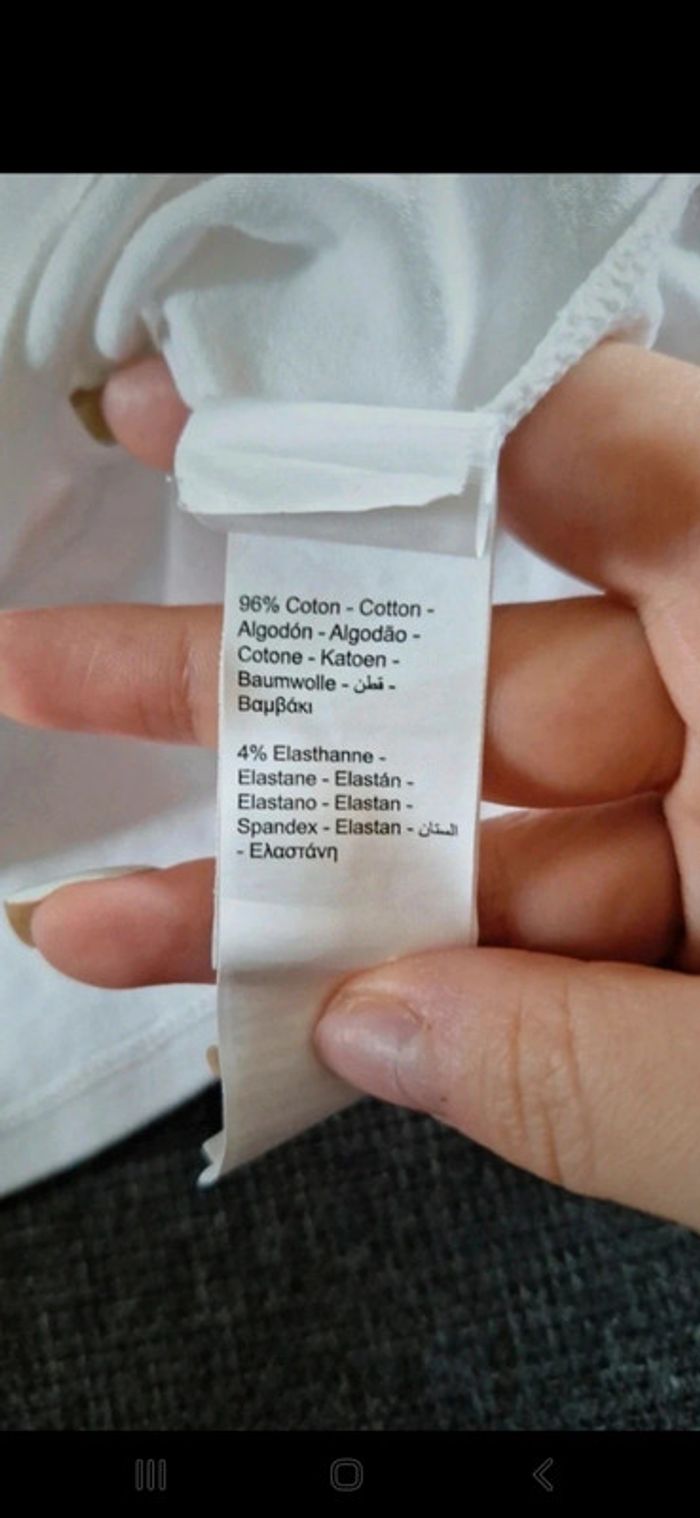 96% Coton - Cotton -
Algodón - Algodão -
Cotone - Katoen -
Baumwolle - قطن -
Βαμβάκι
4% Elasthanne -
Elastane - Elastán -
Elastano - Elastan -
Spandex - Elastan - الستان
- Ελαστάνη